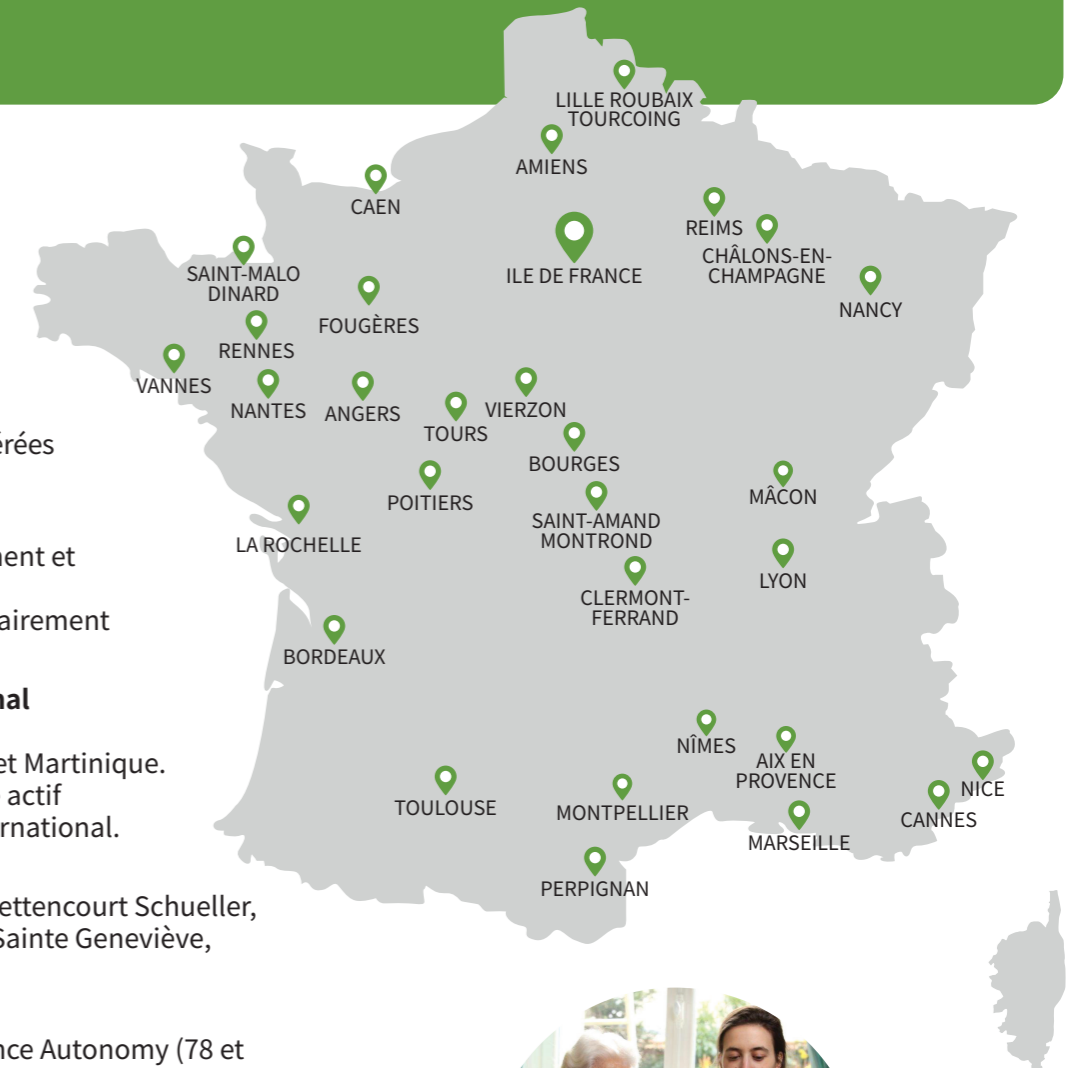 LILLE ROUBAIX
TOURCOING
AMIENS
CAEN
REIMS
CHÂLONS-EN-
CHAMPAGNE
ILE DE FRANCE
SAINT-MALO
DINARD
NANCY
FOUGÈRES
RENNES
VANNES
NANTES
ANGERS
VIERZON
TOURS
BOURGES
POITIERS
MÂCON
SAINT-AMAND
MONTROND
LA ROCHELLE
LYON
CLERMONT-
FERRAND
BORDEAUX
NÎMES
AIX EN
PROVENCE
NICE
TOULOUSE
MONTPELLIER
CANNES
MARSEILLE
PERPIGNAN
érées
ent et
airement
nal
et Martinique.
actif
rnational.
ettencourt Schueller,
Sainte Geneviève,
nce Autonomy (78 et